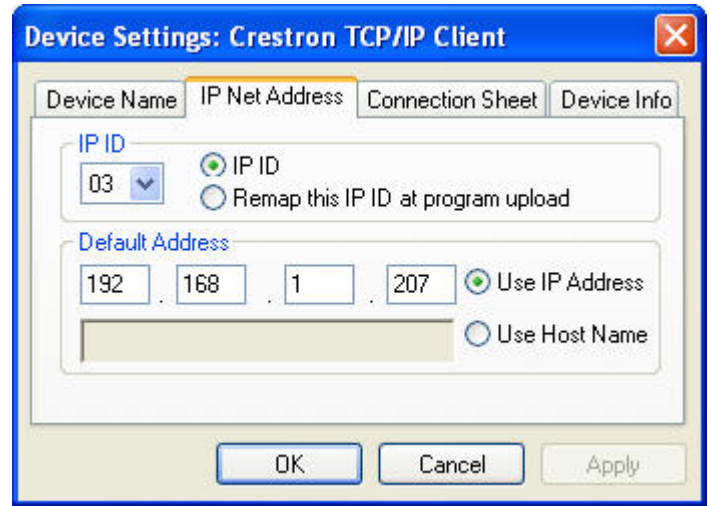 Device Settings: Crestron TCP/IP Client
Device Name IP Net Address Connection Sheet Device Info
IP ID
03 IP ID
Remap this IP ID at program upload
Default Address
192 . 168 . 1 . 207 Use IP Address
Use Host Name
OK Cancel Apply